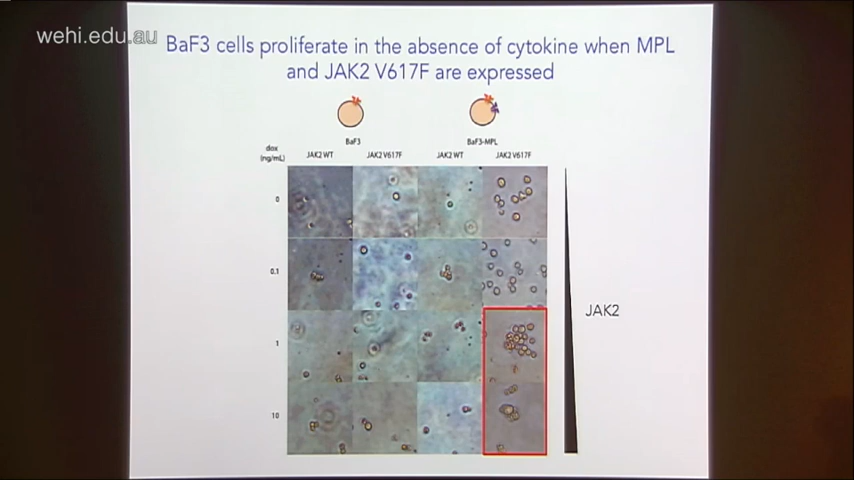 wehi.edu.au
BaF3 cells proliferate in the absence of cytokine when MPL
and JAK2 V617F are expressed
BaF3
BaF3-MPL
dox
(ng/mL)
JAK2 WT
JAK2 V617F
JAK2 WT
JAK2 V617F
0
0.1
1
10
JAK2